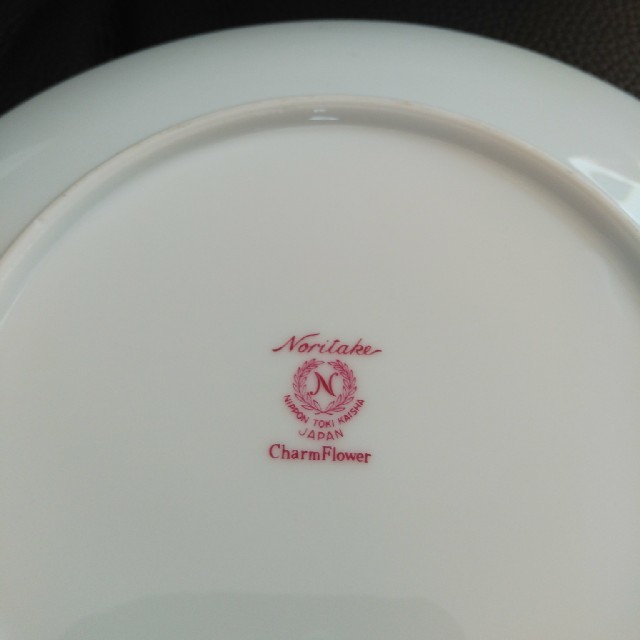 Noritake
N
NIPPON TOKI KAISHA
JAPAN
CharmFlower